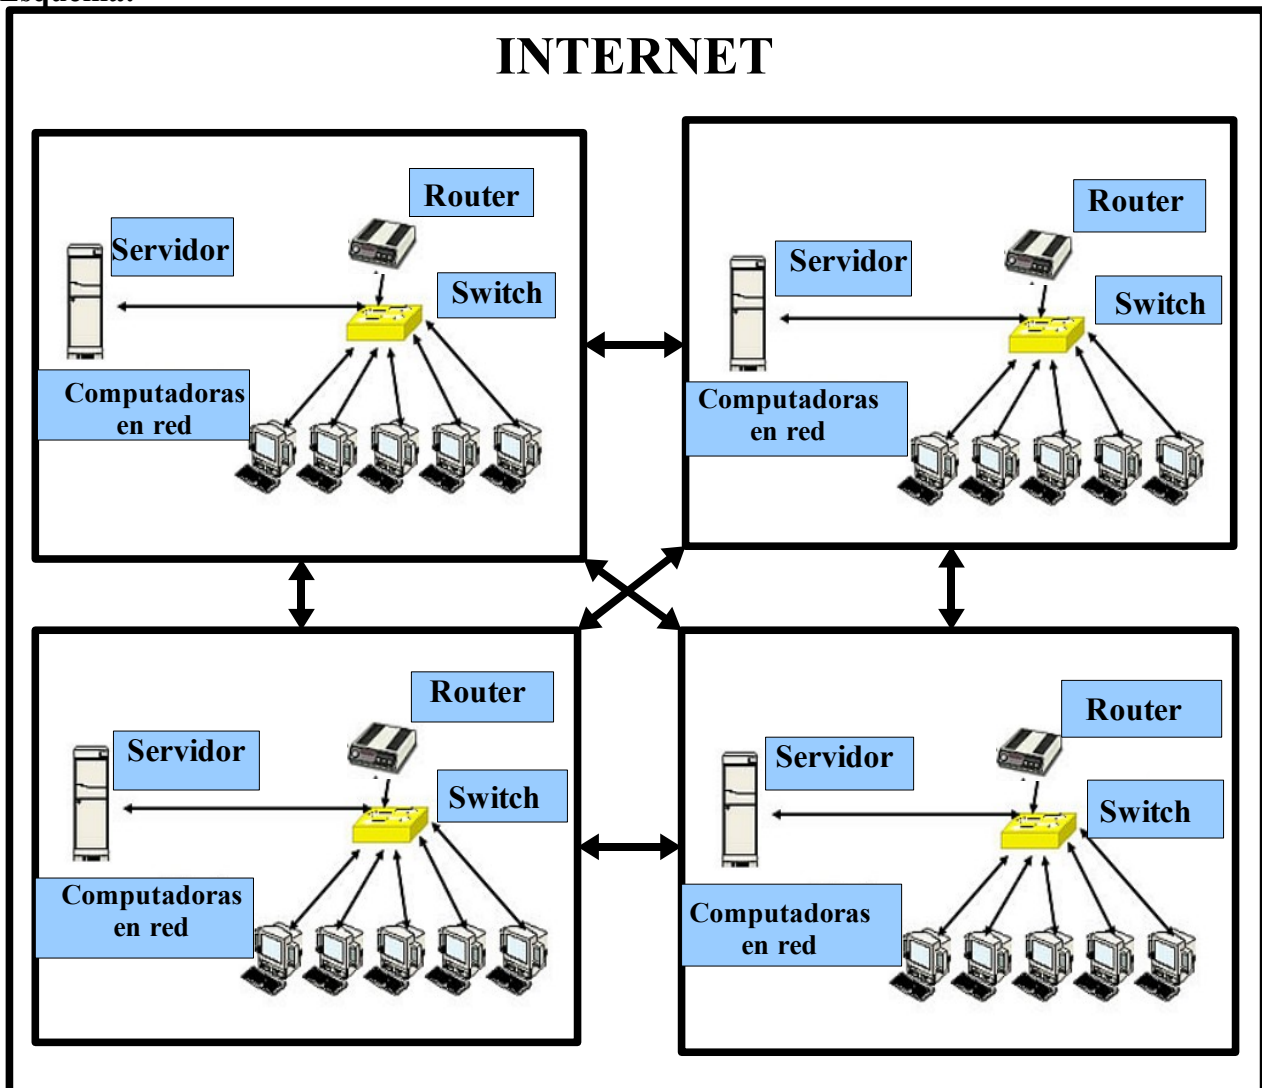 Esquema:
INTERNET
Router
Servidor
Switch
Computadoras
en red
Router
Servidor
Switch
Computadoras
en red
Router
Servidor
Switch
Computadoras
en red
Router
Servidor
Switch
Computadoras
en red